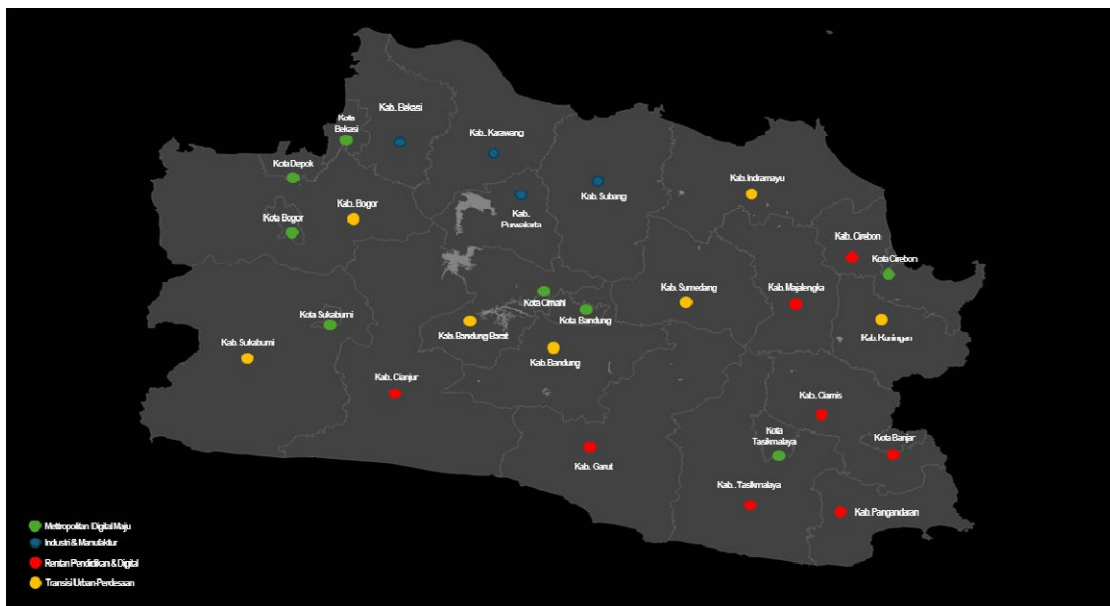 Kab. Bekasi
Kota
Bekasi
Kab. Karawang
Kota Depok
Kab. Indramayu
Kab. Subang
Kab. Bogor
Kota Bogor
Kab.
Purwakarta
Kab. Cirebon
Kota Cirebon
Kab. Sumedang
Kab. Majalengka
Kota Cimahi
Kota Sukabumi
Kota Bandung
Kab. Bandung Barat
Kab. Kuningan
Kab. Sukabumi
Kab. Bandung
Kab. Cianjur
Kab. Ciamis
Kota
Tasikmalaya
Kota Banjar
Kab. Garut
Kab. Tasikmalaya
Kab. Pangandaran
Metropolitan Digital Maju
Industri & Manufaktur
Rentan Pendidikan & Digital
Transisi Urban-Perdesaan